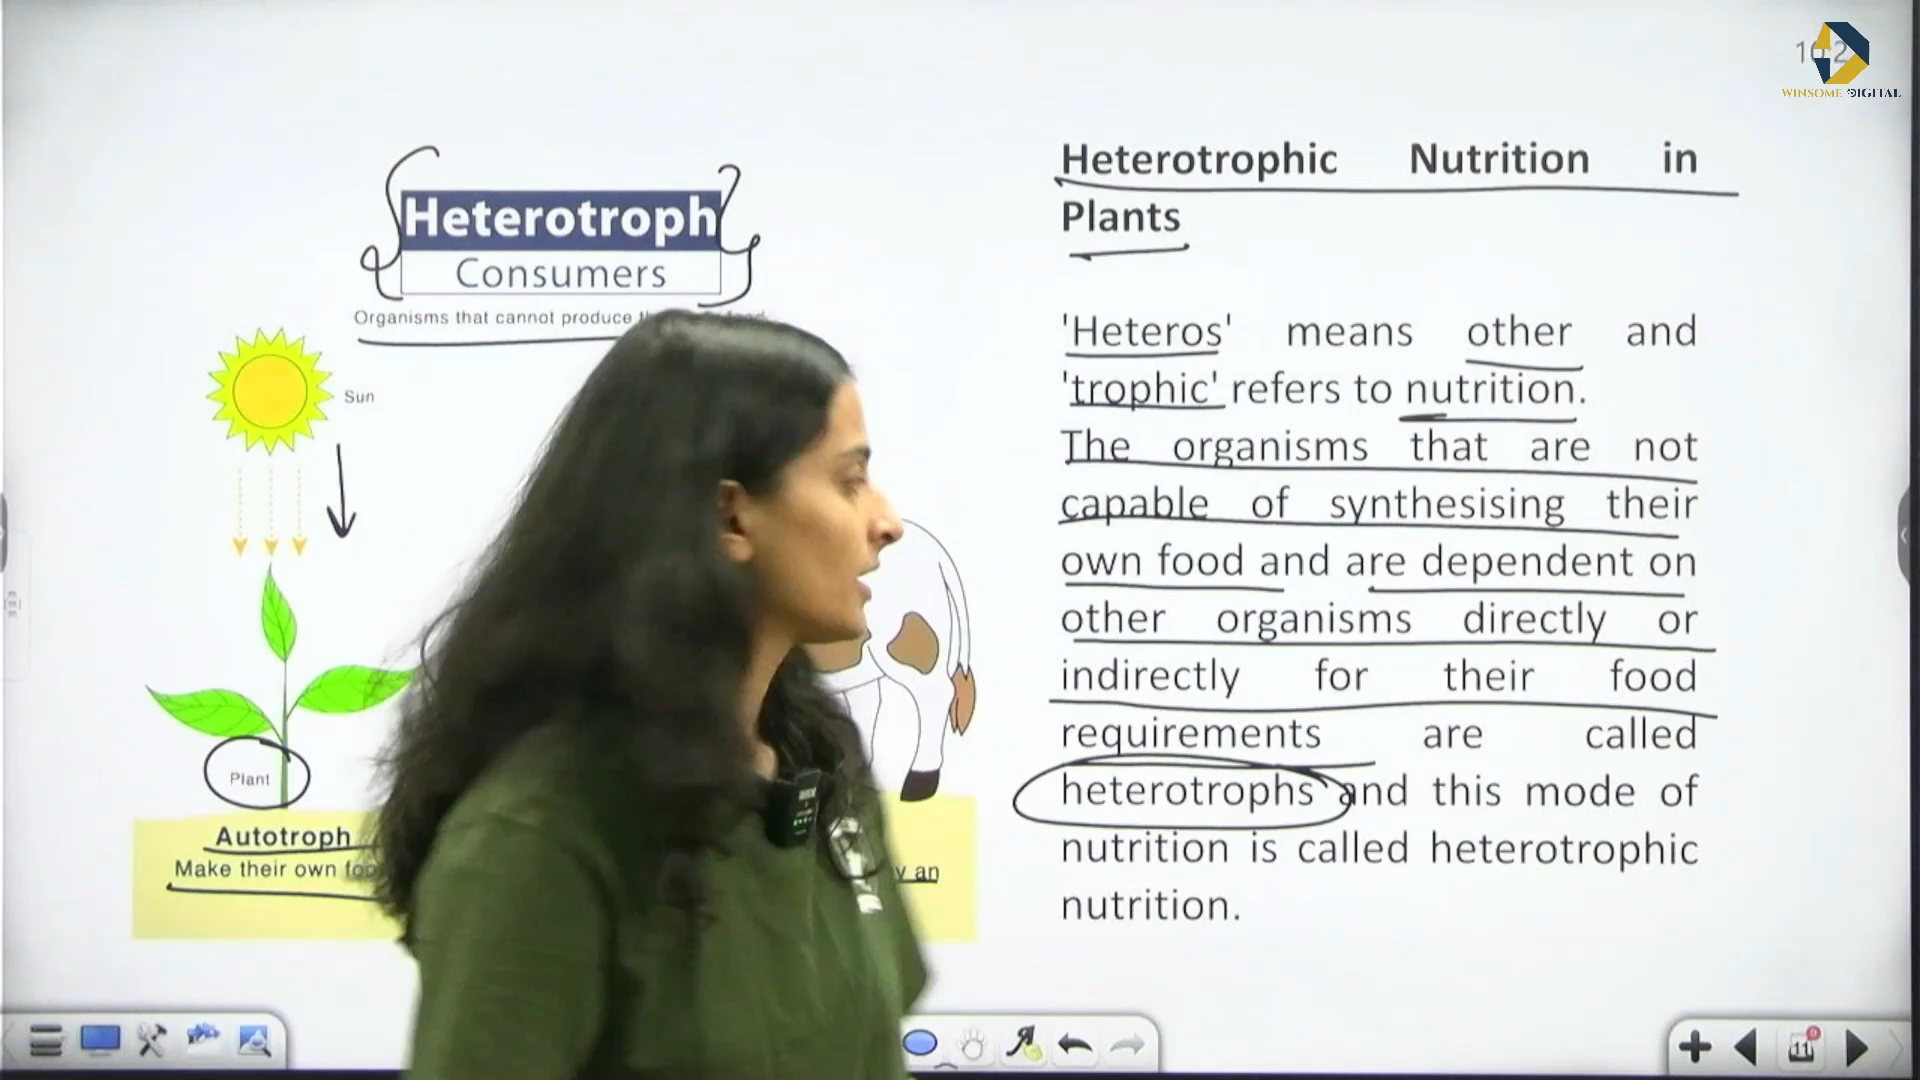 WINSOME DIGITAL
Heterotroph
Consumers
Organisms that cannot produce
Sun
Plant
Autotroph
Make their own
an
Heterotrophic Nutrition in
Plants
'Heteros' means other and
'trophic' refers to nutrition.
The organisms that are not
capable of synthesising their
own food and are dependent on
other organisms directly or
indirectly for their food
requirements are called
heterotrophs and this mode of
nutrition is called heterotrophic
nutrition.
11